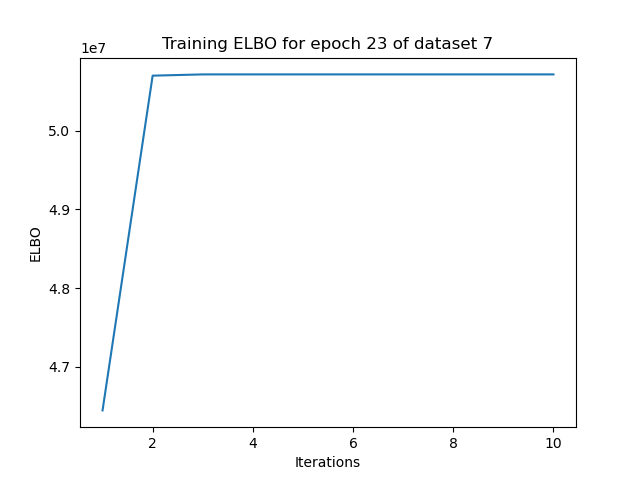 Training ELBO for epoch 23 of dataset 7
1e7
5.0
4.9
4.8
4.7
ELBO
2 4 6 8 10
Iterations